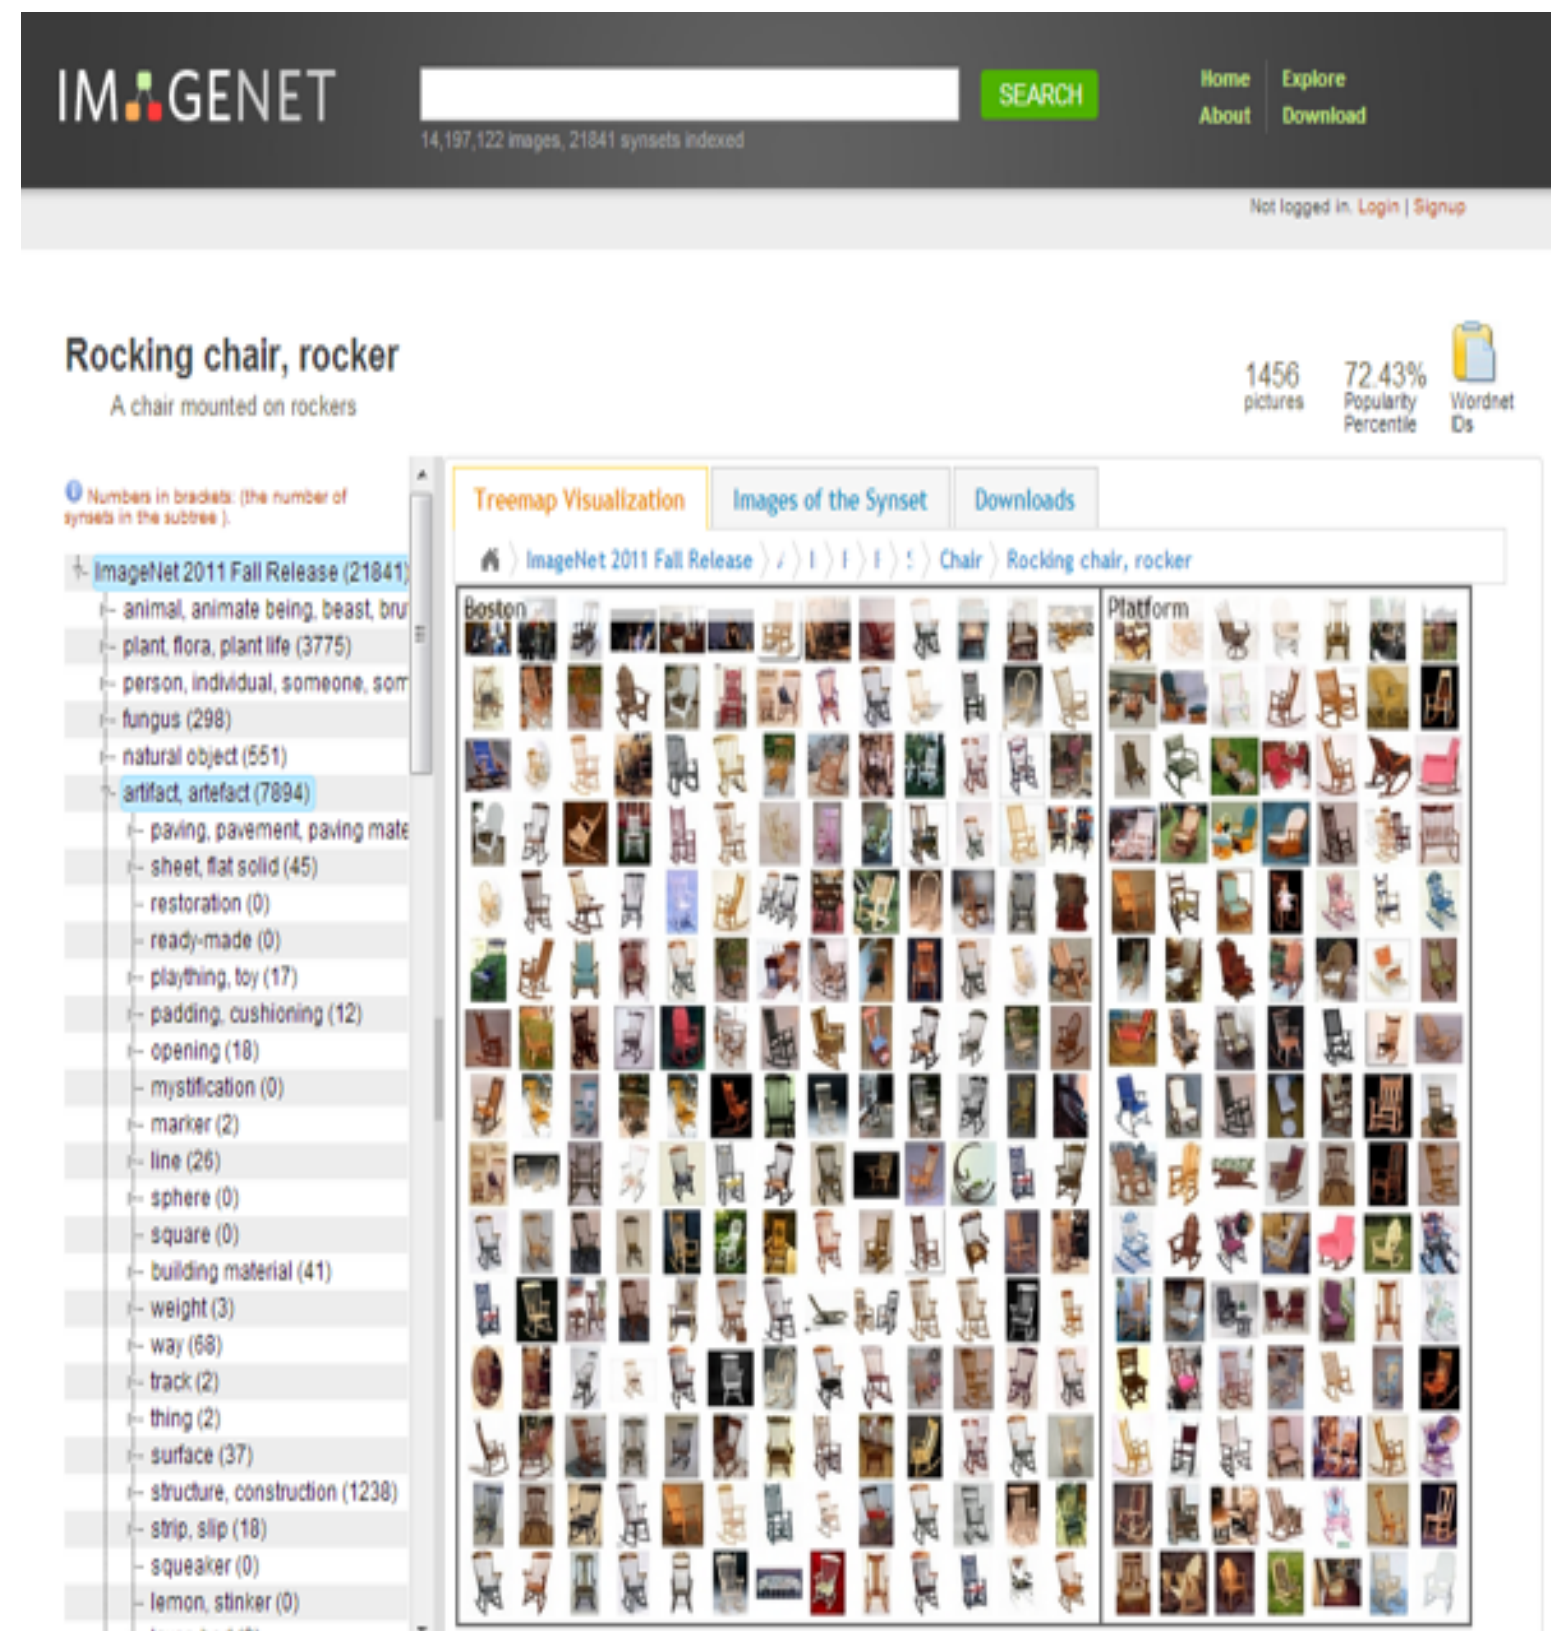 IMAGENET
SEARCH
14,197,122 images, 21841 synsets indexed
Home Explore
About Download
Not logged in. Login | Signup
Rocking chair, rocker
A chair mounted on rockers
1456
pictures
72.43%
Popularity
Percentile
Wordnet
IDs
Numbers in brackets: (the number of
synsets in the subtree ).
ImageNet 2011 Fall Release (21841)
animal, animate being, beast,
plant, flora, plant life (3775)
person, individual, someone,
fungus (298)
natural object (551)
artifact, artefact (7894)
paving, pavement, paving
sheet, flat solid (45)
restoration (0)
ready-made (0)
plaything, toy (17)
padding, cushioning (12)
opening (18)
mystification (0)
marker (2)
line (26)
sphere (0)
square (0)
building material (41)
weight (3)
way (68)
track (2)
thing (2)
surface (37)
structure, construction (1238)
strip, slip (18)
squeaker (0)
lemon, stinker (0)
Treemap Visualization Images of the Synset Downloads
ImageNet 2011 Fall Release Chair Rocking chair, rocker
Boston Platform